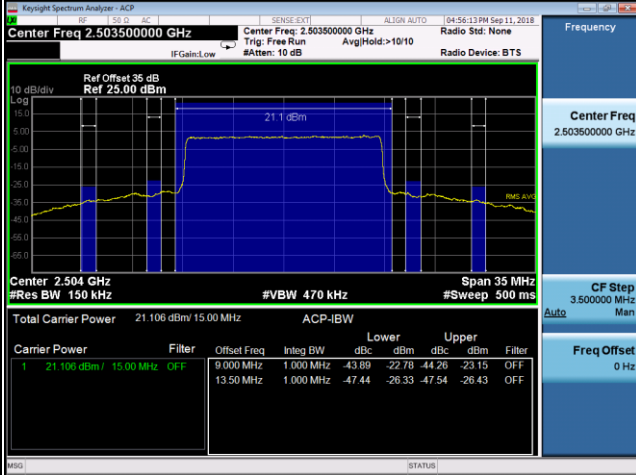 Keysight Spectrum Analyzer - ACP
RF 50 Ω AC SENSE:EXT ALIGN AUTO 04:56:13 PM Sep 11, 2018
Center Freq 2.503500000 GHz
Center Freq: 2.503500000 GHz
Radio Std: None
Trig: Free Run Avg|Hold:>10/10
IFGain:Low #Atten: 10 dB Radio Device: BTS
Ref Offset 35 dB
10 dB/div Ref 25.00 dBm
Log
15.0
21.1 dBm
5.00
-5.00
-15.0
-25.0
RMS AVG
-35.0
-45.0
-55.0
-65.0
Center 2.504 GHz Span 35 MHz
#Res BW 150 kHz #VBW 470 kHz #Sweep 500 ms
Total Carrier Power 21.106 dBm/ 15.00 MHz ACP-IBW
Lower Upper
Carrier Power Filter Offset Freq Integ BW dBc dBm dBc dBm Filter
1 21.106 dBm / 15.00 MHz OFF 9.000 MHz 1.000 MHz -43.89 -22.78 -44.26 -23.15 OFF
13.50 MHz 1.000 MHz -47.44 -26.33 -47.54 -26.43 OFF
MSG STATUS
Frequency
Center Freq
2.503500000 GHz
CF Step
3.500000 MHz
Auto Man
Freq Offset
0 Hz